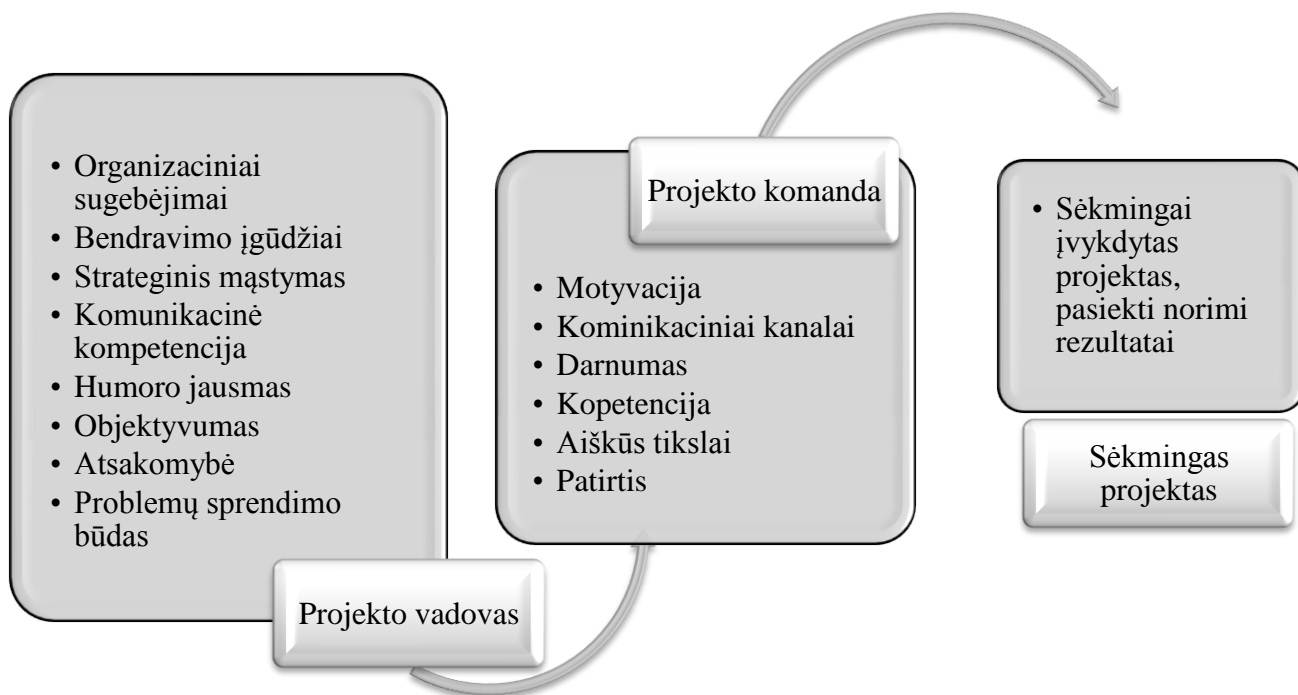 • Organizaciniai
sugebėjimai
• Bendravimo įgūdžiai
• Strateginis mąstymas
• Komunikacinė
kompetencija
• Humoro jausmas
• Objektyvumas
• Atsakomybė
• Problemų sprendimo
būdas
Projekto vadovas
Projekto komanda
• Motyvacija
• Kominikaciniai kanalai
• Darnumas
• Kopetencija
• Aiškūs tikslai
• Patirtis
• Sėkmingai
įvykdytas
projektas,
pasiekti norimi
rezultatai
Sėkmingas
projektas